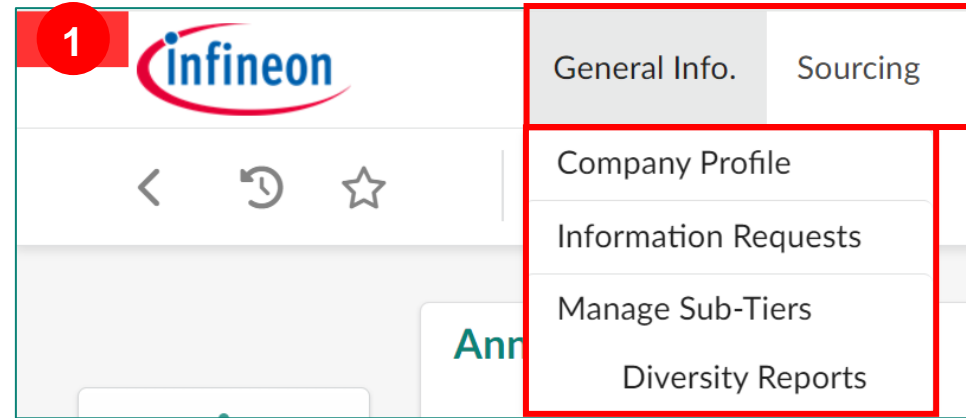 1
infineon
General Info. Sourcing
Company Profile
Information Requests
Manage Sub-Tiers
Ann
Diversity Reports